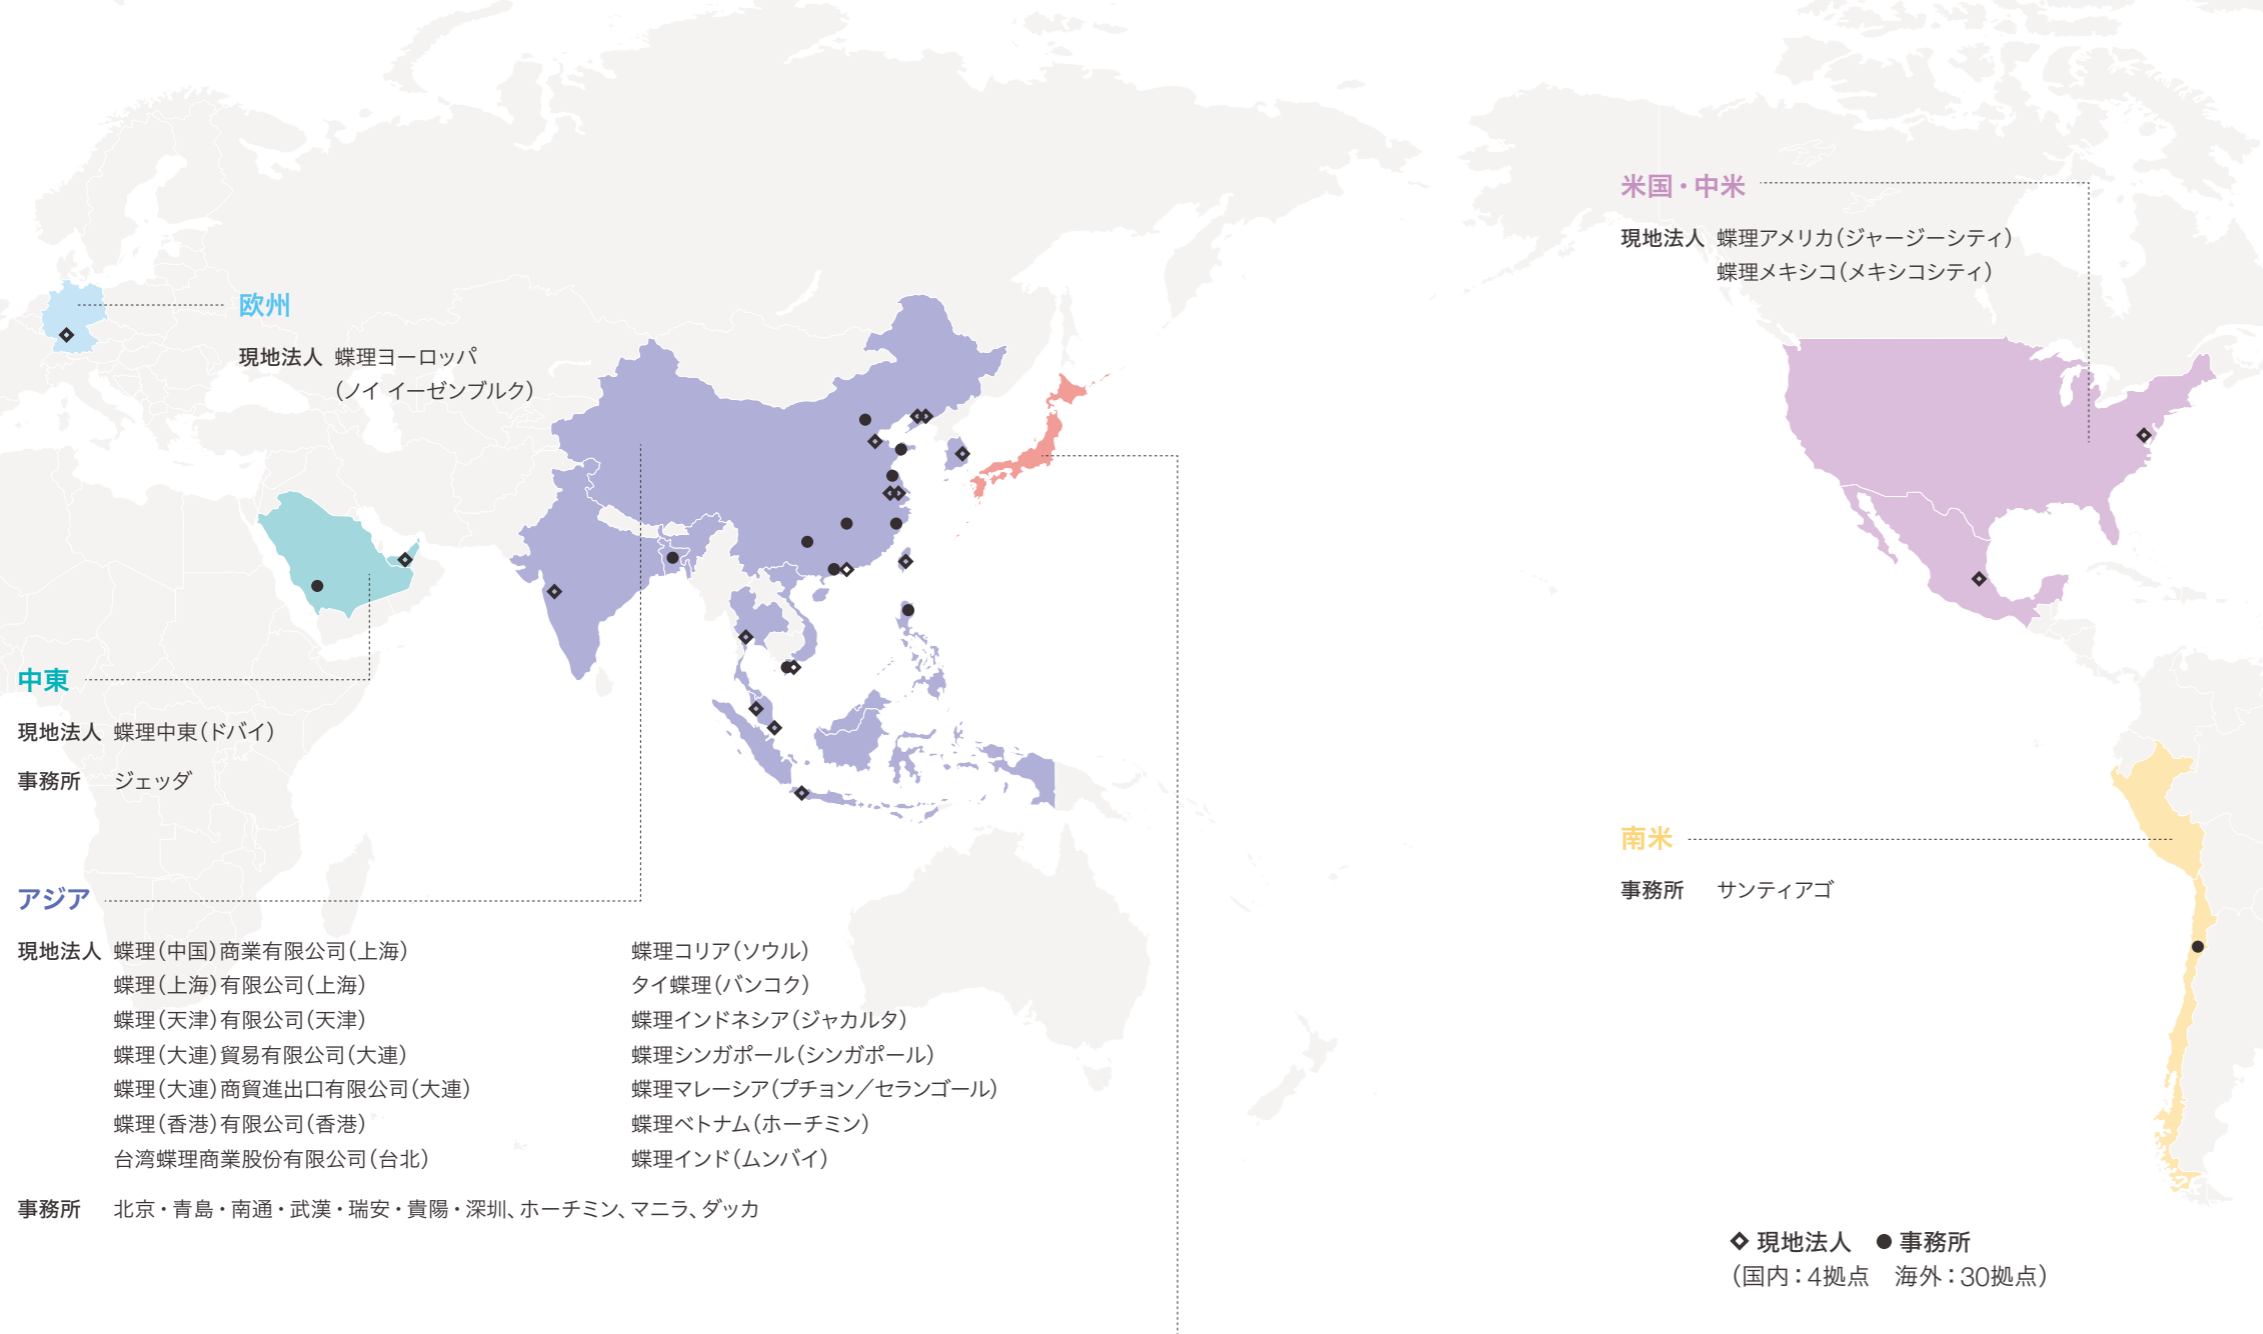 欧州
現地法人 蝶理ヨーロッパ
(ノイ イーゼンブルク)
中東
現地法人 蝶理中東(ドバイ)
事務所 ジェッダ
アジア
現地法人 蝶理(中国)商業有限公司(上海)
蝶理(上海)有限公司(上海)
蝶理(天津)有限公司(天津)
蝶理(大連)貿易有限公司(大連)
蝶理(大連)商貿進出口有限公司(大連)
蝶理(香港)有限公司(香港)
台湾蝶理商業股份有限公司(台北)
蝶理コリア(ソウル)
タイ蝶理(バンコク)
蝶理インドネシア(ジャカルタ)
蝶理シンガポール(シンガポール)
蝶理マレーシア(プチョン／セランゴール)
蝶理ベトナム(ホーチミン)
蝶理インド(ムンバイ)
事務所 北京・青島・南通・武漢・瑞安・貴陽・深圳、ホーチミン、マニラ、ダッカ
米国・中米
現地法人 蝶理アメリカ(ジャージーシティ)
蝶理メキシコ(メキシコシティ)
南米
事務所 サンティアゴ
現地法人 ● 事務所
(国内：4拠点 海外：30拠点)